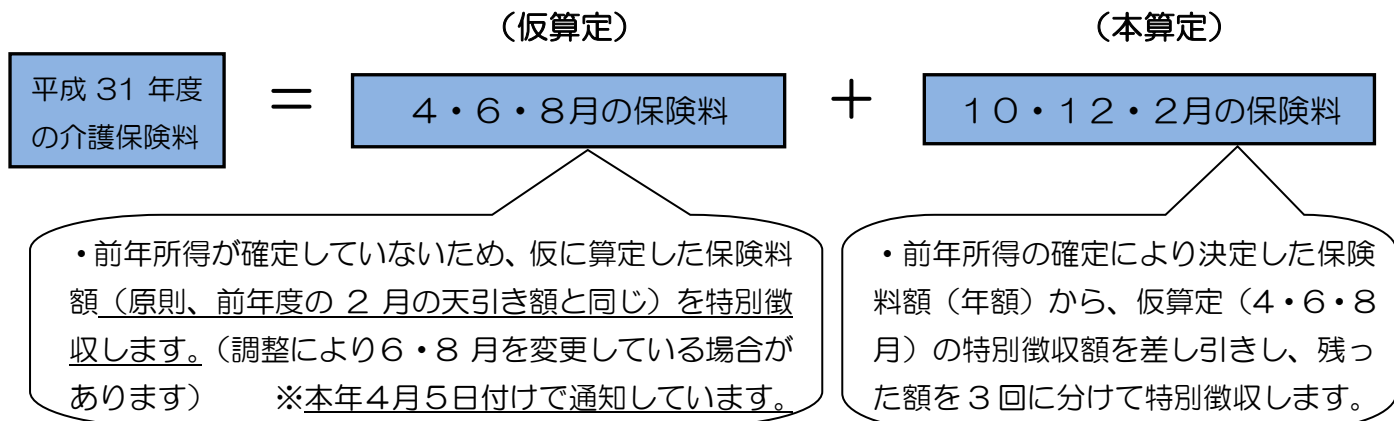 （仮算定）
（本算定）
平成 31 年度
の介護保険料
＝
４・６・８月の保険料
＋
１０・１２・２月の保険料
・前年所得が確定していないため、仮に算定した保険料
額（原則、前年度の 2 月の天引き額と同じ）を特別徴
収します。（調整により６・８ 月を変更している場合が
あります）　　※本年４月５日付けで通知しています。
・前年所得の確定により決定した保険
料額（年額）から、仮算定（４・６・８
月）の特別徴収額を差し引きし、残っ
た額を３回に分けて特別徴収します。